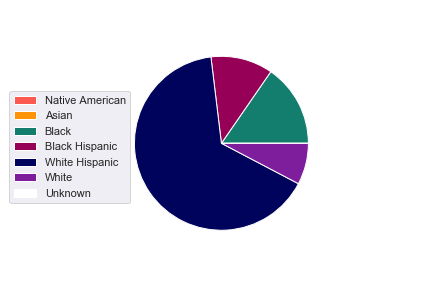 Native American
Asian
Black
Black Hispanic
White Hispanic
White
Unknown